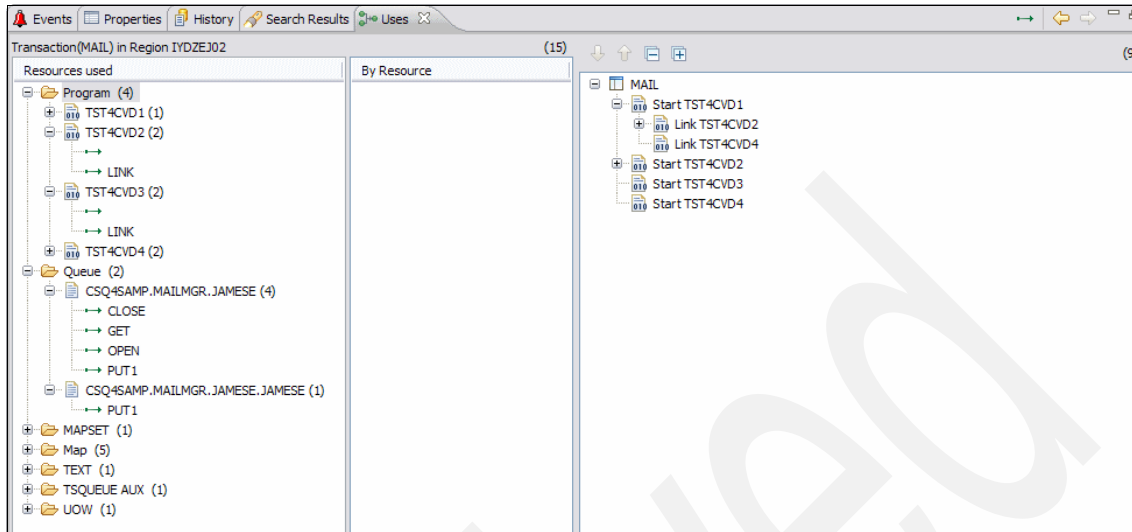 Events Properties History Search Results Uses
Transaction(MAIL) in Region IYDZEJ02 (15)
Resources used
Program (4)
TST4CVD1 (1)
TST4CVD2 (2)
LINK
TST4CVD3 (2)
LINK
TST4CVD4 (2)
Queue (2)
CSQ4SAMP.MAILMGR.JAMESE (4)
CLOSE
GET
OPEN
PUT1
CSQ4SAMP.MAILMGR.JAMESE.JAMESE (1)
PUT1
MAPSET (1)
Map (5)
TEXT (1)
TSQUEUE AUX (1)
UOW (1)
By Resource
MAIL
Start TST4CVD1
Link TST4CVD2
Link TST4CVD4
Start TST4CVD2
Start TST4CVD3
Start TST4CVD4